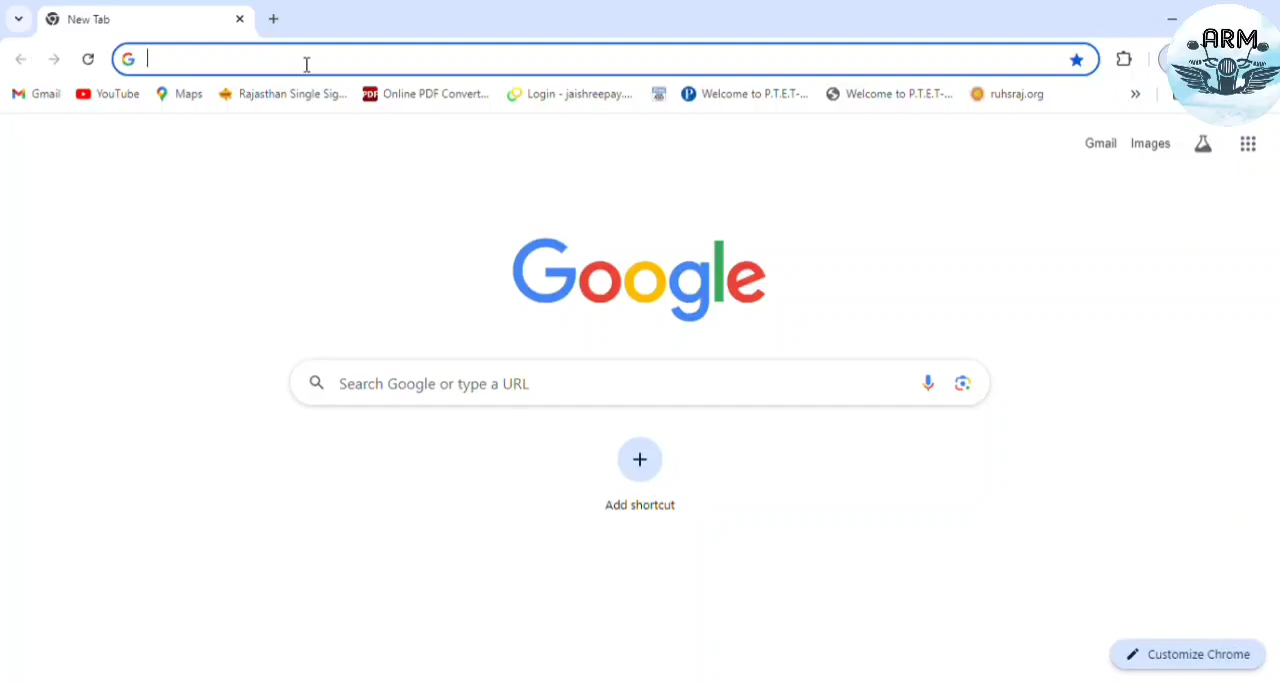 New Tab
ARM
Gmail YouTube Maps Rajasthan Single Sig... PDF Online PDF Convert... Login - jaishreepay.... P Welcome to P.T.E.T-... Welcome to P.T.E.T-... ruhsraj.org
Gmail Images
Google
Search Google or type a URL
Add shortcut
Customize Chrome